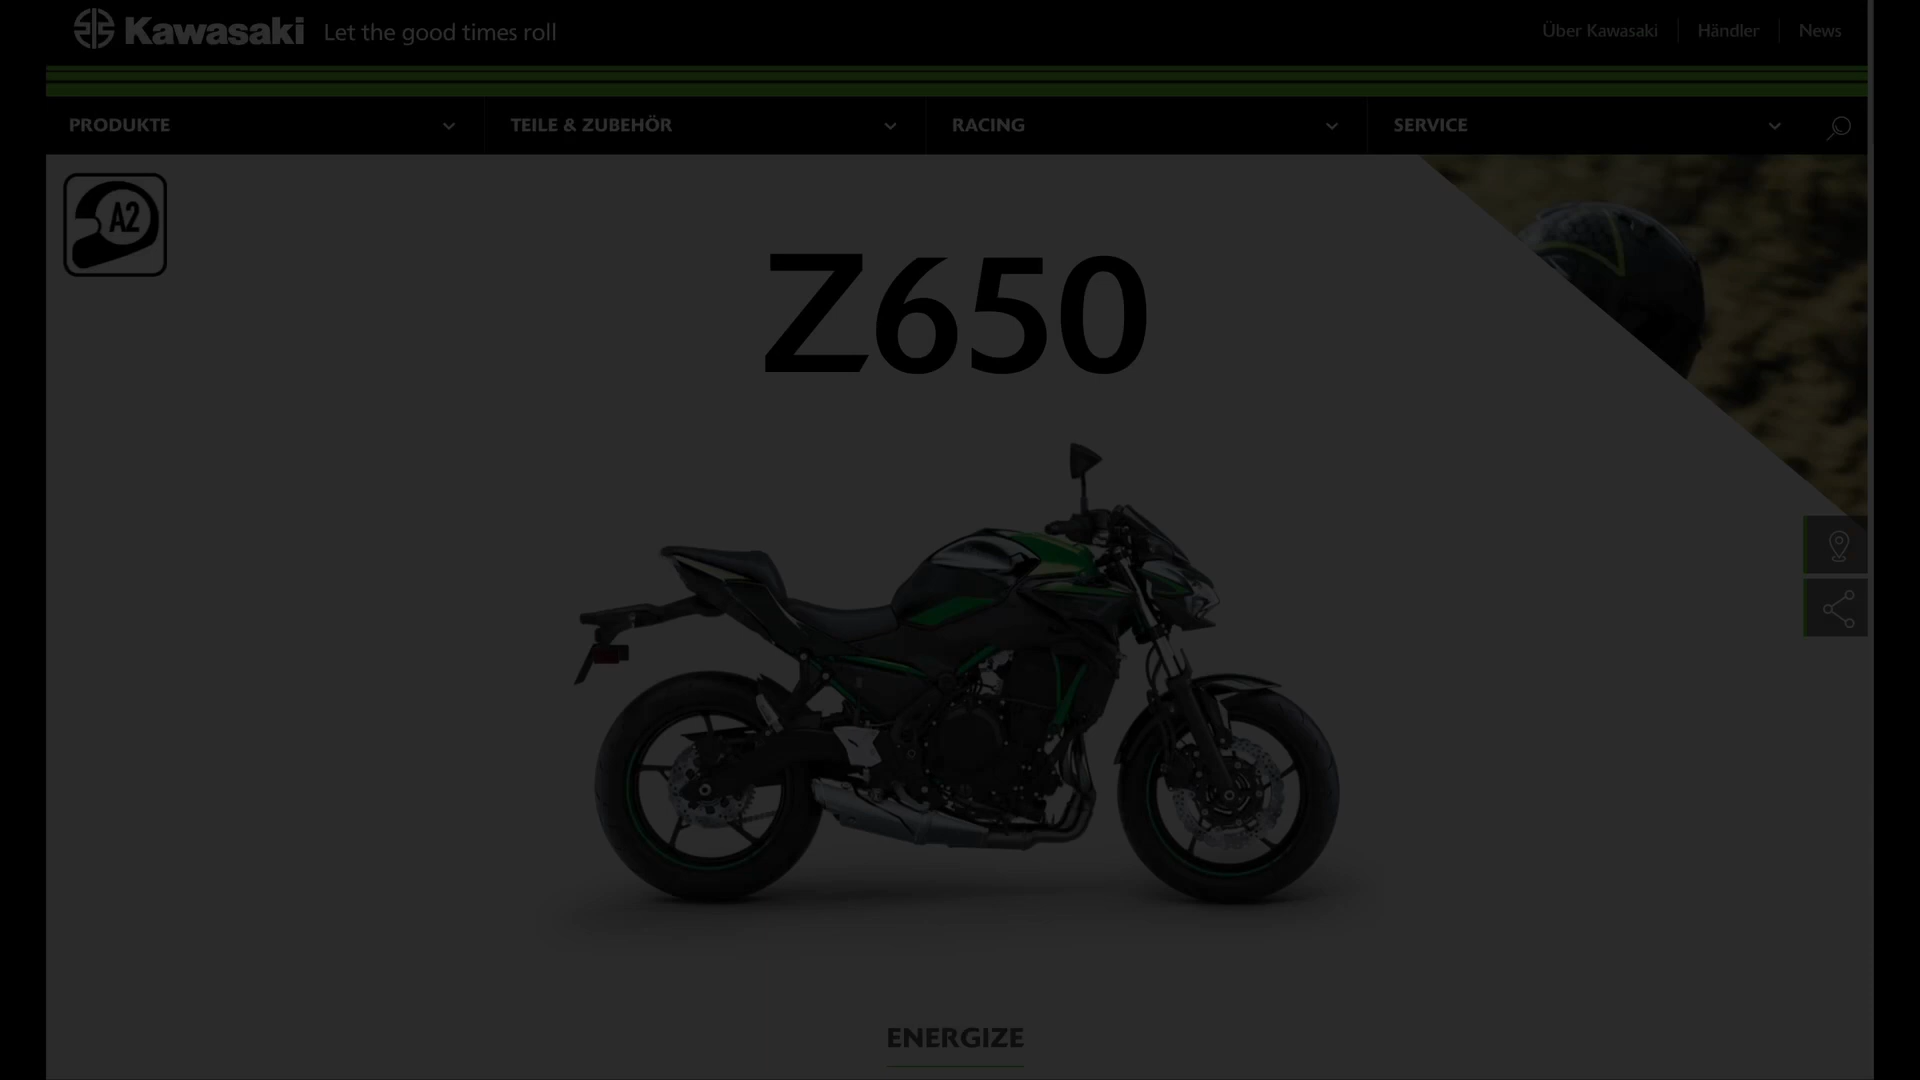 Kawasaki Let the good times roll
Über Kawasaki Händler News
PRODUKTE TEILE & ZUBEHÖR RACING SERVICE
A2
Z650
ENERGIZE